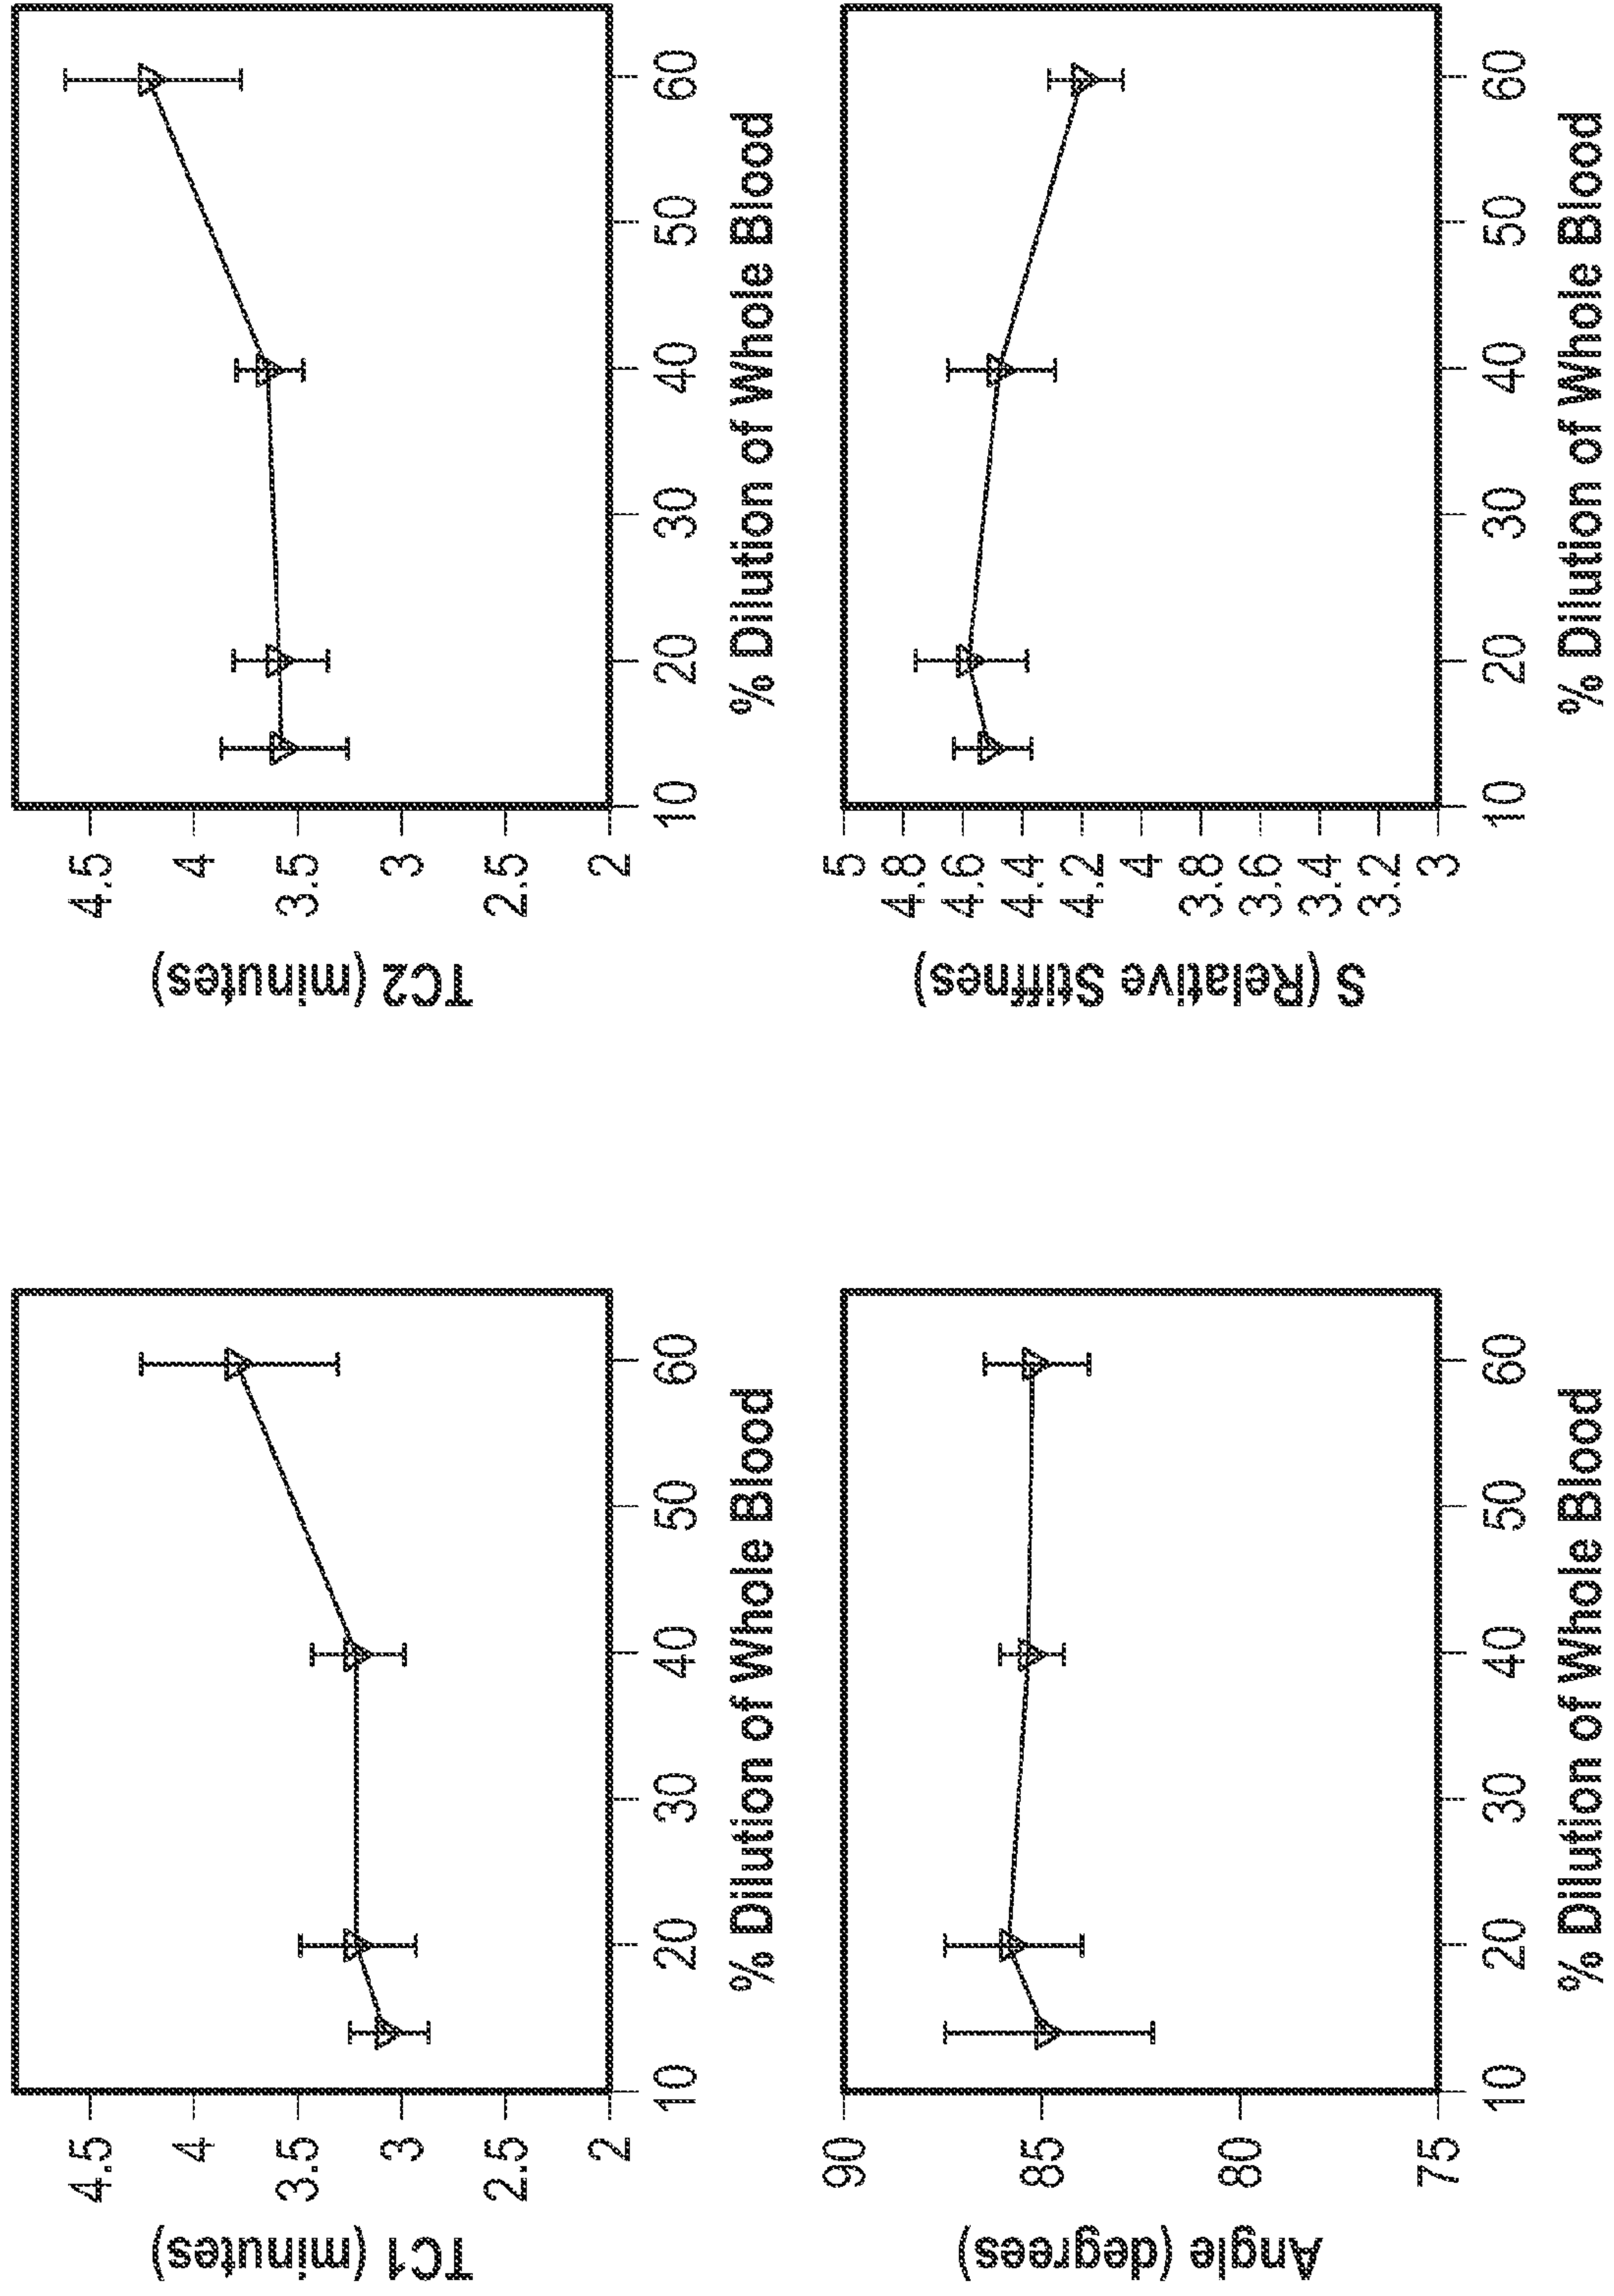 TC1 (minutes)
4.5
4
3.5
3
2.5
2
10 20 30 40 50 60
% Dilution of Whole Blood
TC2 (minutes)
4.5
4
3.5
3
2.5
2
10 20 30 40 50 60
% Dilution of Whole Blood
Angle (degrees)
90
85
80
75
10 20 30 40 50 60
% Dilution of Whole Blood
S (Relative Stiffnes)
5
4.8
4.6
4.4
4.2
4
3.8
3.6
3.4
3.2
3
10 20 30 40 50 60
% Dilution of Whole Blood